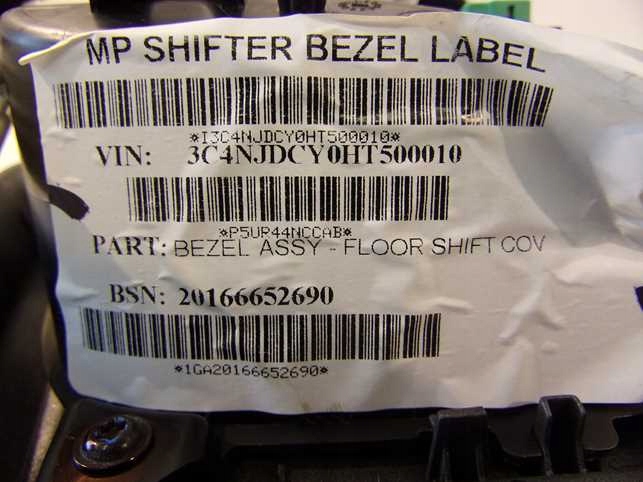 MP SHIFTER BEZEL LABEL
*I3C4NJDCY0HT500010*
VIN: 3C4NJDCY0HT500010
*P5UR44NCCAB*
PART: BEZEL ASSY - FLOOR SHIFT COV
BSN: 20166652690
*1GA20166652690*